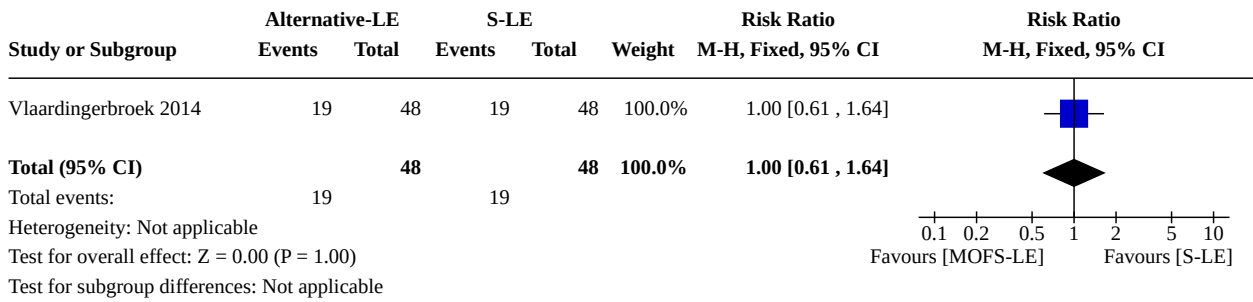 Alternative-LE S-LE Risk Ratio Risk Ratio
Study or Subgroup Events Total Events Total Weight M-H, Fixed, 95% CI M-H, Fixed, 95% CI
Vlaardingerbroek 2014 19 48 19 48 100.0% 1.00 [0.61 , 1.64]
Total (95% CI) 48 48 100.0% 1.00 [0.61 , 1.64]
Total events: 19 19
Heterogeneity: Not applicable
0.1 0.2 0.5 1 2 5 10
Test for overall effect: Z = 0.00 (P = 1.00) Favours [MOFS-LE] Favours [S-LE]
Test for subgroup differences: Not applicable